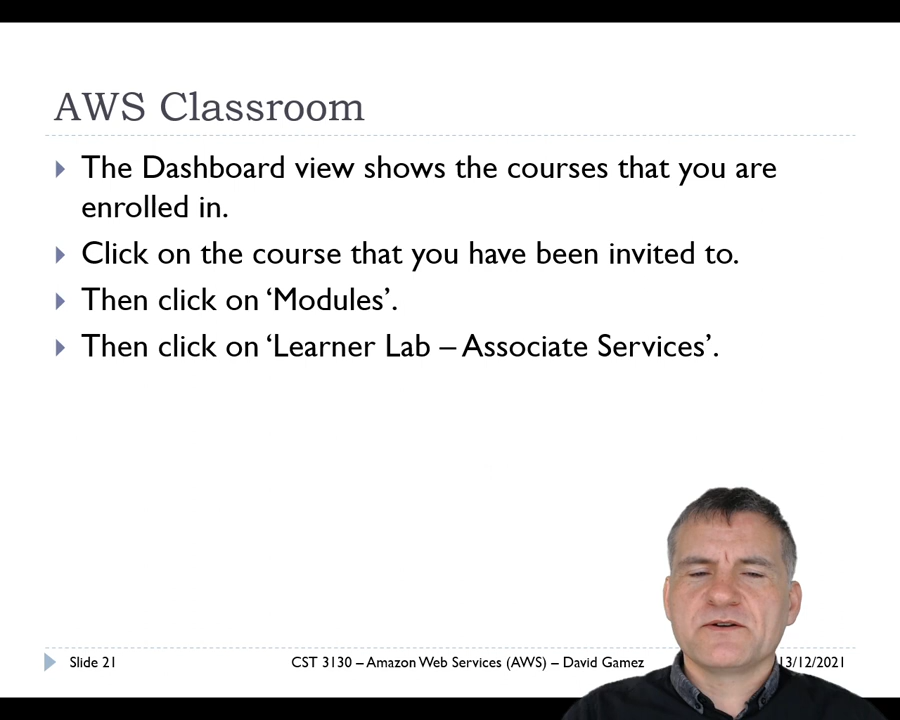 AWS Classroom
The Dashboard view shows the courses that you are
enrolled in.
Click on the course that you have been invited to.
Then click on ‘Modules’.
Then click on ‘Learner Lab – Associate Services’.
Slide 21
CST 3130 – Amazon Web Services (AWS) – David Gamez
13/12/2021